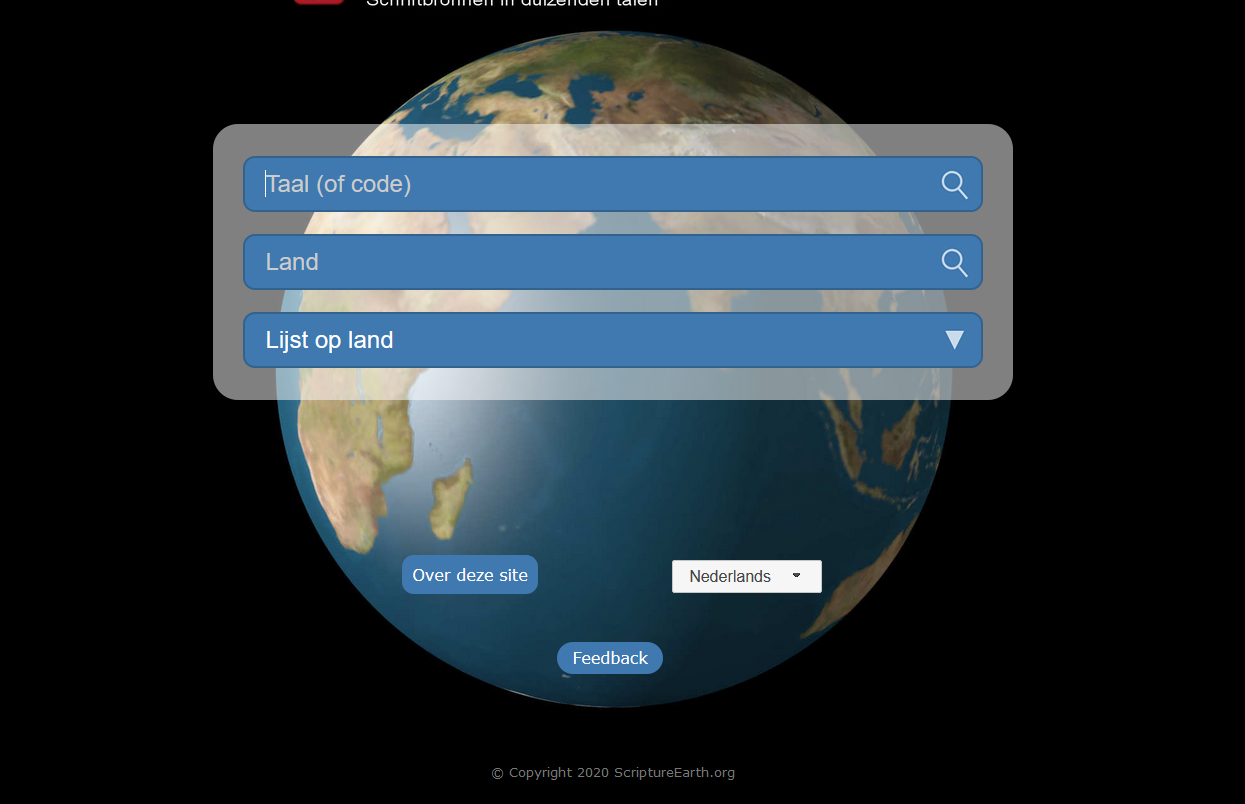 Schriftbronnen in duizenden talen
Taal (of code)
Land
Lijst op land
Over deze site
Nederlands
Feedback
© Copyright 2020 ScriptureEarth.org